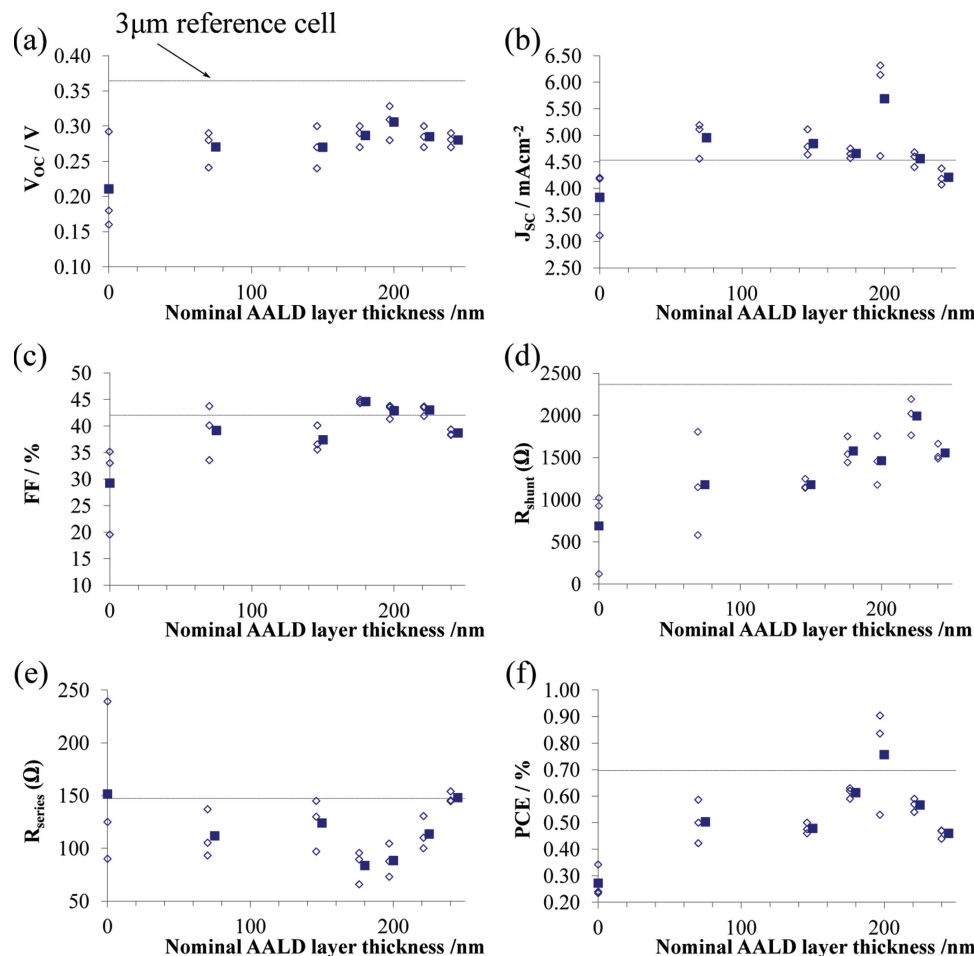 3μm reference cell
(a)
0.40
0.35
0.30
0.25
0.20
0.15
0.10
V_OC / V
0 100 200
Nominal AALD layer thickness /nm
(b)
6.50
6.00
5.50
5.00
4.50
4.00
3.50
3.00
2.50
J_SC / mAcm⁻²
0 100 200
Nominal AALD layer thickness /nm
(c)
50
45
40
35
30
25
20
15
10
FF / %
0 100 200
Nominal AALD layer thickness /nm
(d)
2500
2000
1500
1000
500
0
R_shunt (Ω)
0 100 200
Nominal AALD layer thickness /nm
(e)
250
200
150
100
50
R_series (Ω)
0 100 200
Nominal AALD layer thickness /nm
(f)
1.00
0.90
0.80
0.70
0.60
0.50
0.40
0.30
0.20
PCE / %
0 100 200
Nominal AALD layer thickness /nm